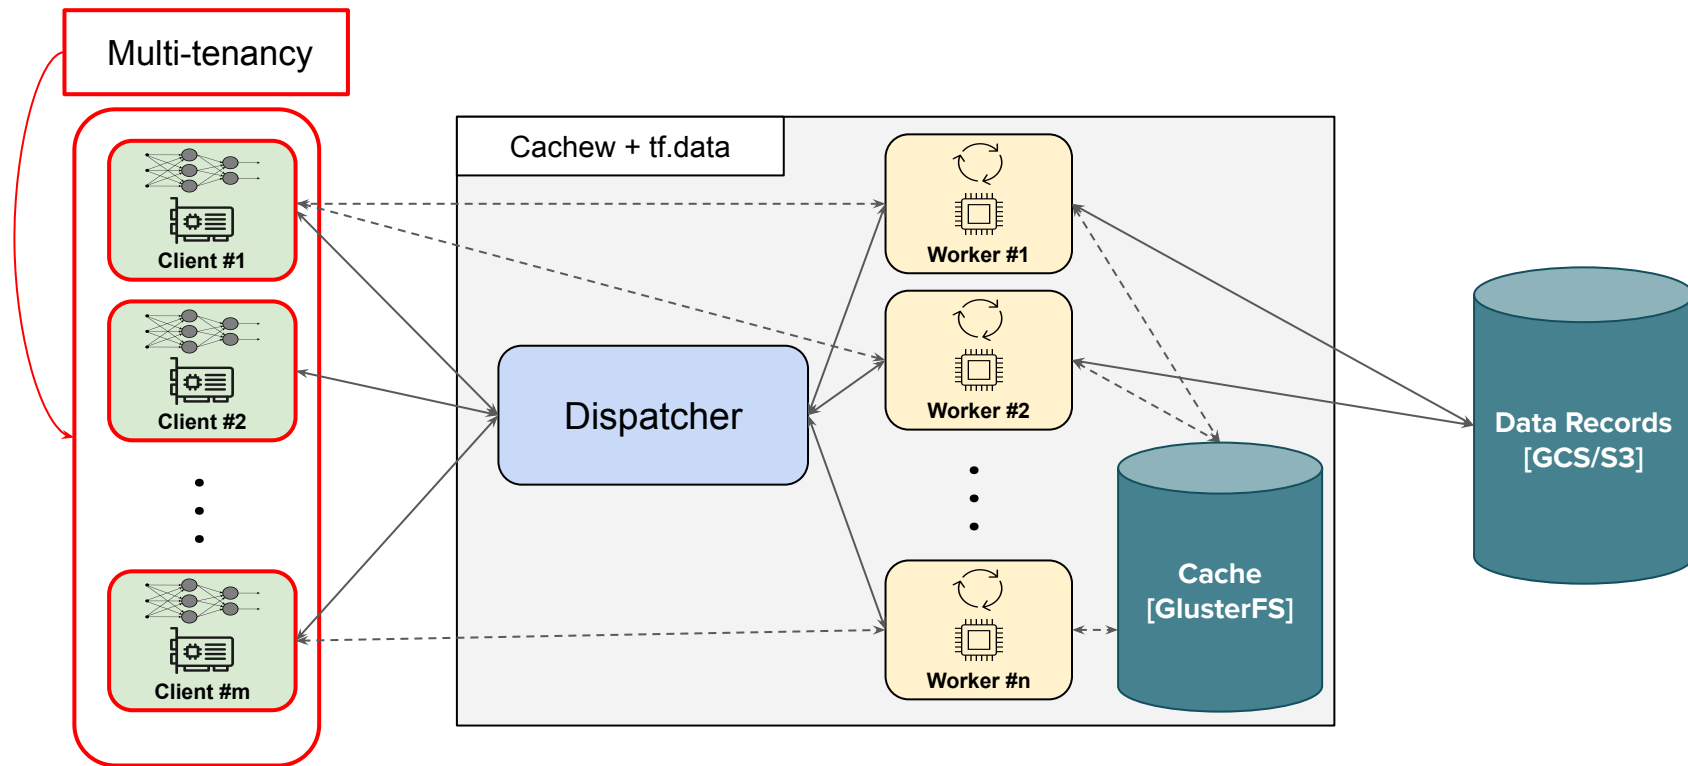 Multi-tenancy
Cachew + tf.data
Client #1
Client #2
Client #m
Dispatcher
Worker #1
Worker #2
Worker #n
Cache
[GlusterFS]
Data Records
[GCS/S3]